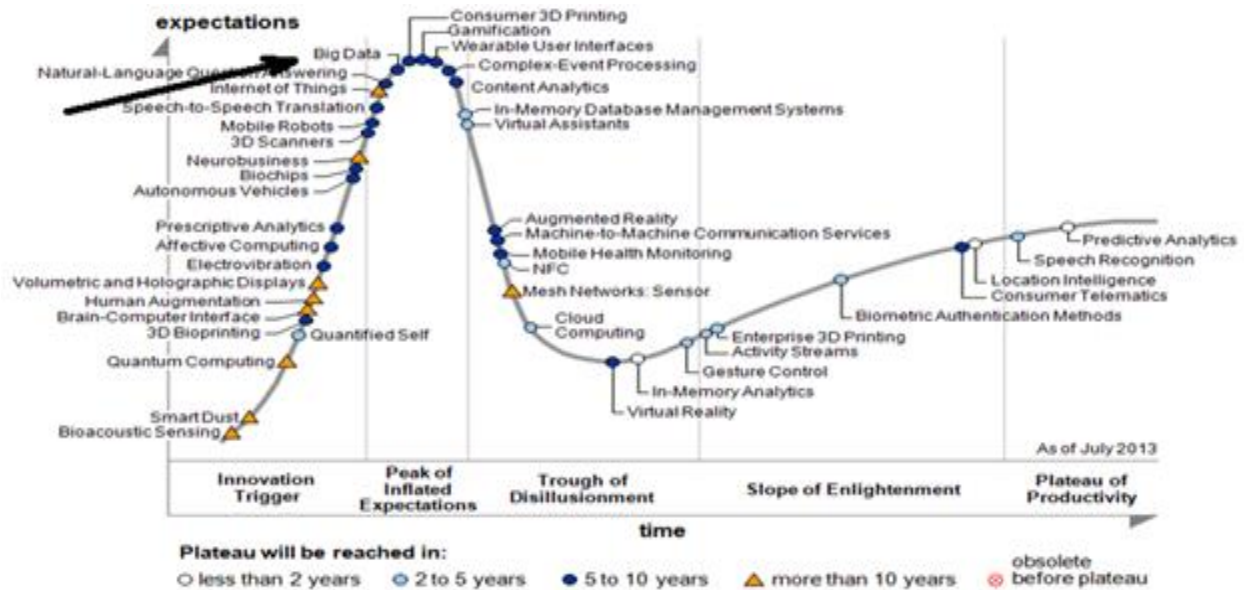 expectations
Consumer 3D Printing
Gamification
Wearable User Interfaces
Big Data
Complex-Event Processing
Natural-Language Question Answering
Content Analytics
Internet of Things
In-Memory Database Management Systems
Speech-to-Speech Translation
Virtual Assistants
Mobile Robots
3D Scanners
Neurobusiness
Biochips
Autonomous Vehicles
Augmented Reality
Prescriptive Analytics
Machine-to-Machine Communication Services
Affective Computing
Mobile Health Monitoring
Electrovibration
NFC
Volumetric and Holographic Displays
Mesh Networks: Sensor
Human Augmentation
Brain-Computer Interface
3D Bioprinting
Quantified Self
Cloud
Computing
Quantum Computing
Smart Dust
Bioacoustic Sensing
Predictive Analytics
Speech Recognition
Location Intelligence
Consumer Telematics
Biometric Authentication Methods
Enterprise 3D Printing
Activity Streams
Gesture Control
In-Memory Analytics
Virtual Reality
As of July 2013
Innovation
Trigger
Peak of
Inflated
Expectations
Trough of
Disillusionment
Slope of Enlightenment
Plateau of
Productivity
time
Plateau will be reached in:
less than 2 years
2 to 5 years
5 to 10 years
more than 10 years
obsolete
before plateau